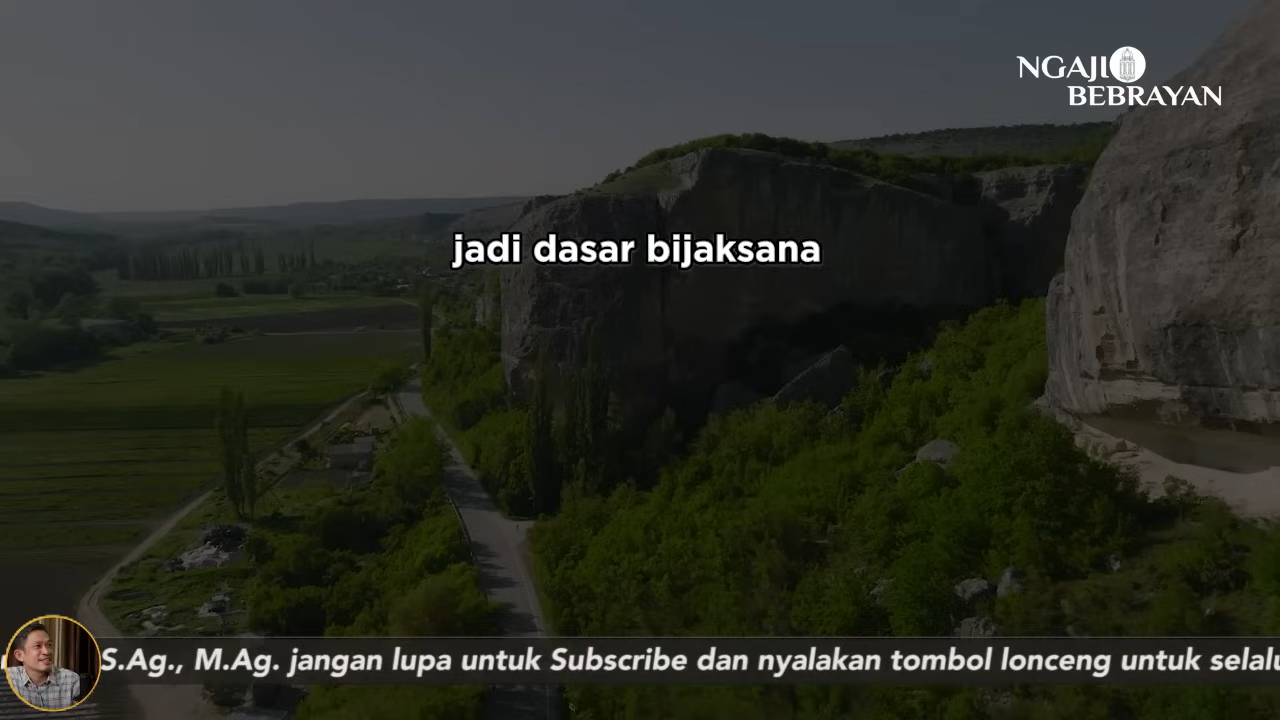 NGAJI
BEBRAYAN
jadi dasar bijaksana
S.Ag., M.Ag. jangan lupa untuk Subscribe dan nyalakan tombol lonceng untuk selalu